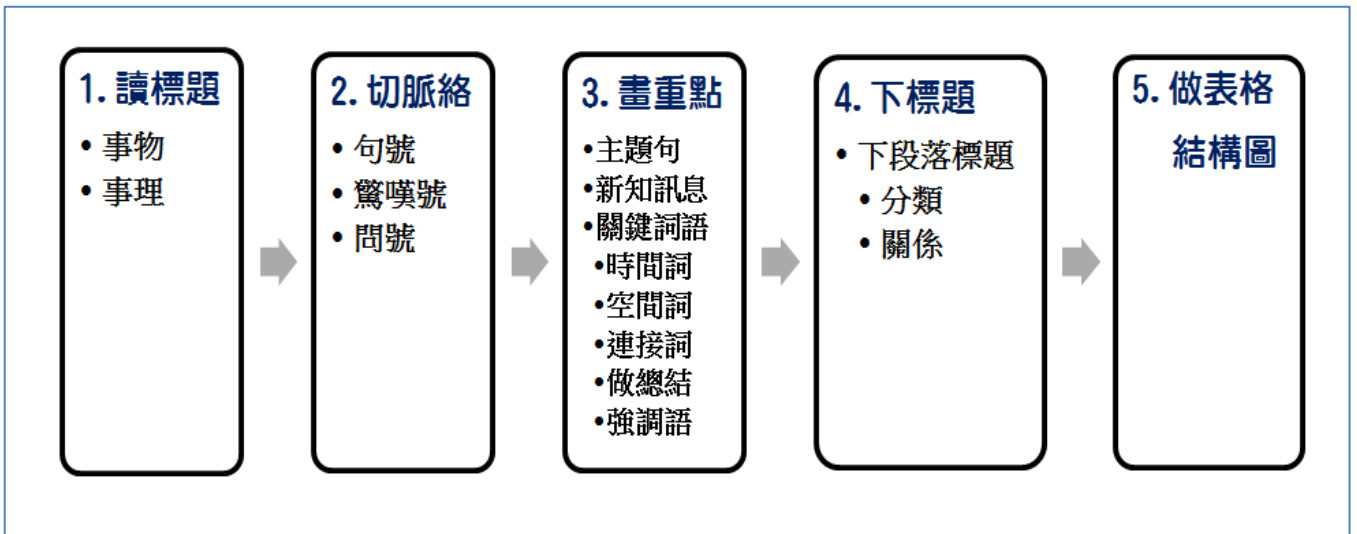 1. 讀標題
• 事物
• 事理
2. 切脈絡
• 句號
• 驚嘆號
• 問號
3. 畫重點
•主題句
•新知訊息
•關鍵詞語
•時間詞
•空間詞
•連接詞
•做總結
•強調語
4. 下標題
• 下段落標題
• 分類
• 關係
5. 做表格
結構圖